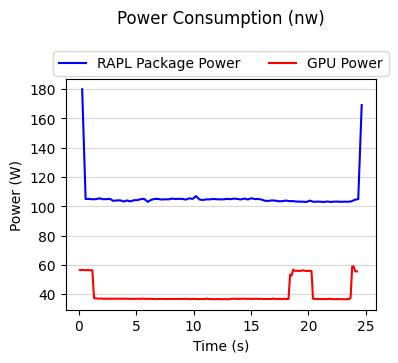 Power Consumption (nw)
RAPL Package Power GPU Power
180
160
140
120
100
80
60
40
Power (W)
0 5 10 15 20 25
Time (s)